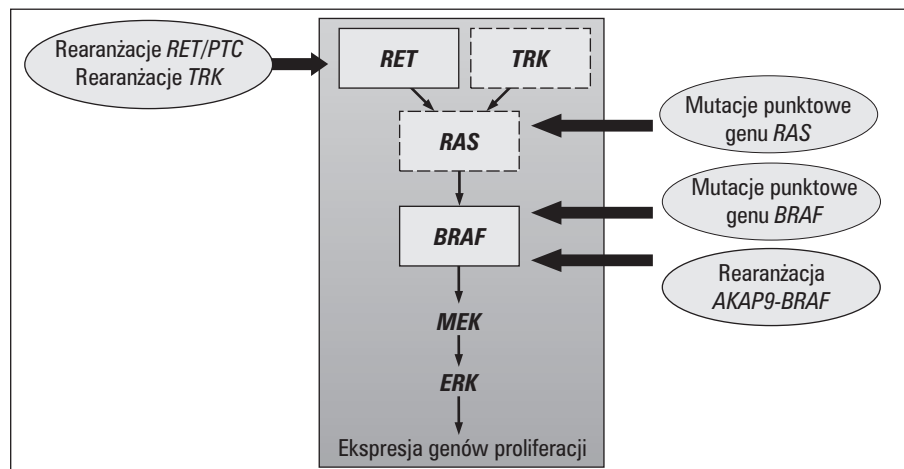 Rearanżacje RET/PTC
Rearanżacje TRK
RET
TRK
RAS
Mutacje punktowe
genu RAS
BRAF
Mutacje punktowe
genu BRAF
Rearanżacja
AKAP9-BRAF
MEK
ERK
Ekspresja genów proliferacji